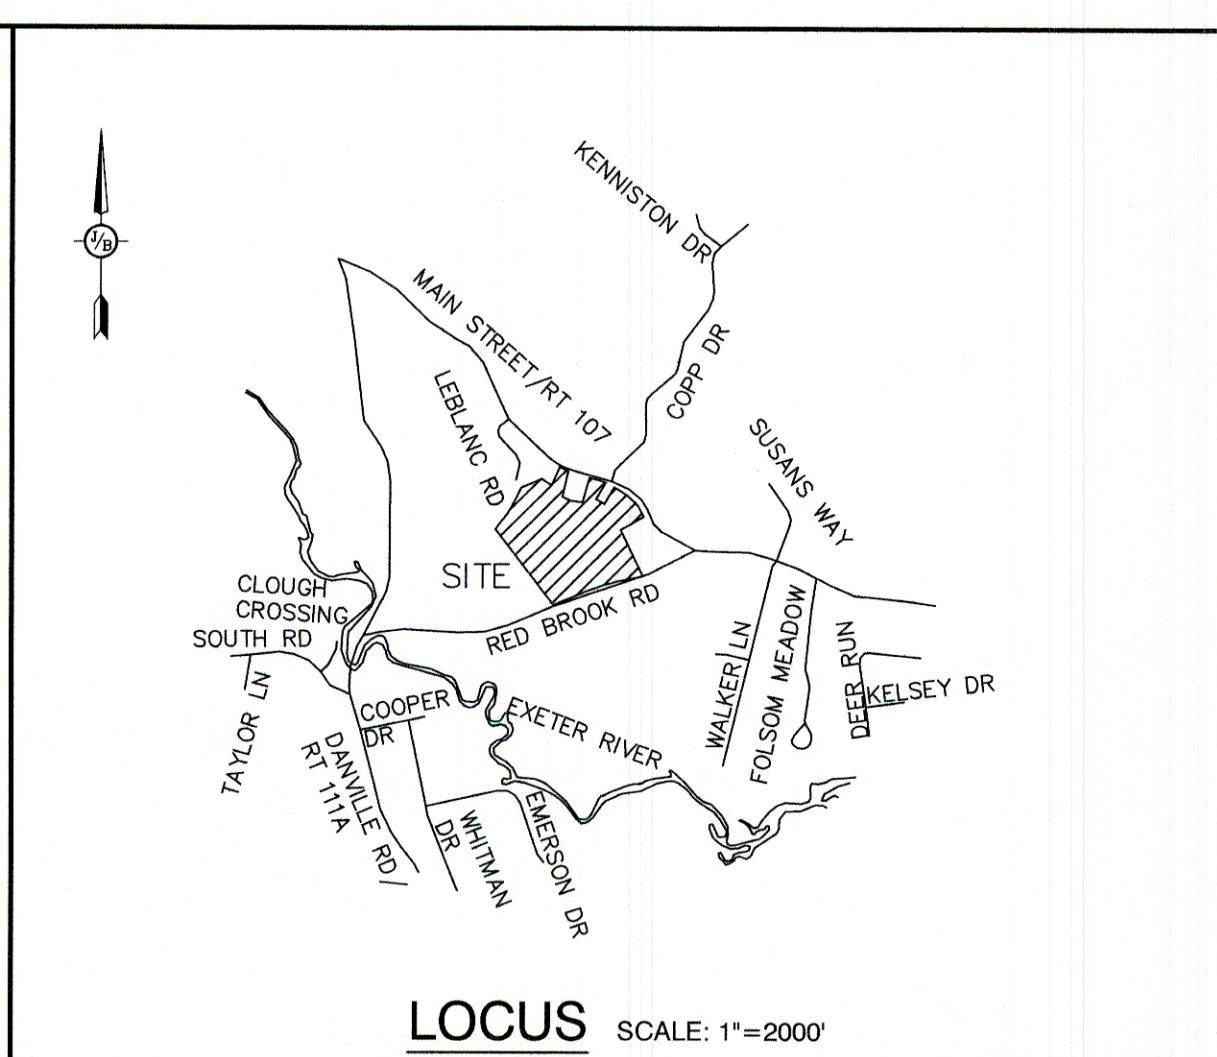 KENNISTON DR
J/B
MAIN STREET/RT 107
COPP DR
LEBLANC RD
SUSANS WAY
SITE
CLOUGH
CROSSING
SOUTH RD
RED BROOK RD
TAYLOR LN
COOPER
DR
EXETER RIVER
WALKER LN
FOLSOM MEADOW
DEER RUN
KELSEY DR
DANVILLE RD/
RT 111A
WHITMAN
DR
EMERSON DR
LOCUS SCALE: 1"=2000'